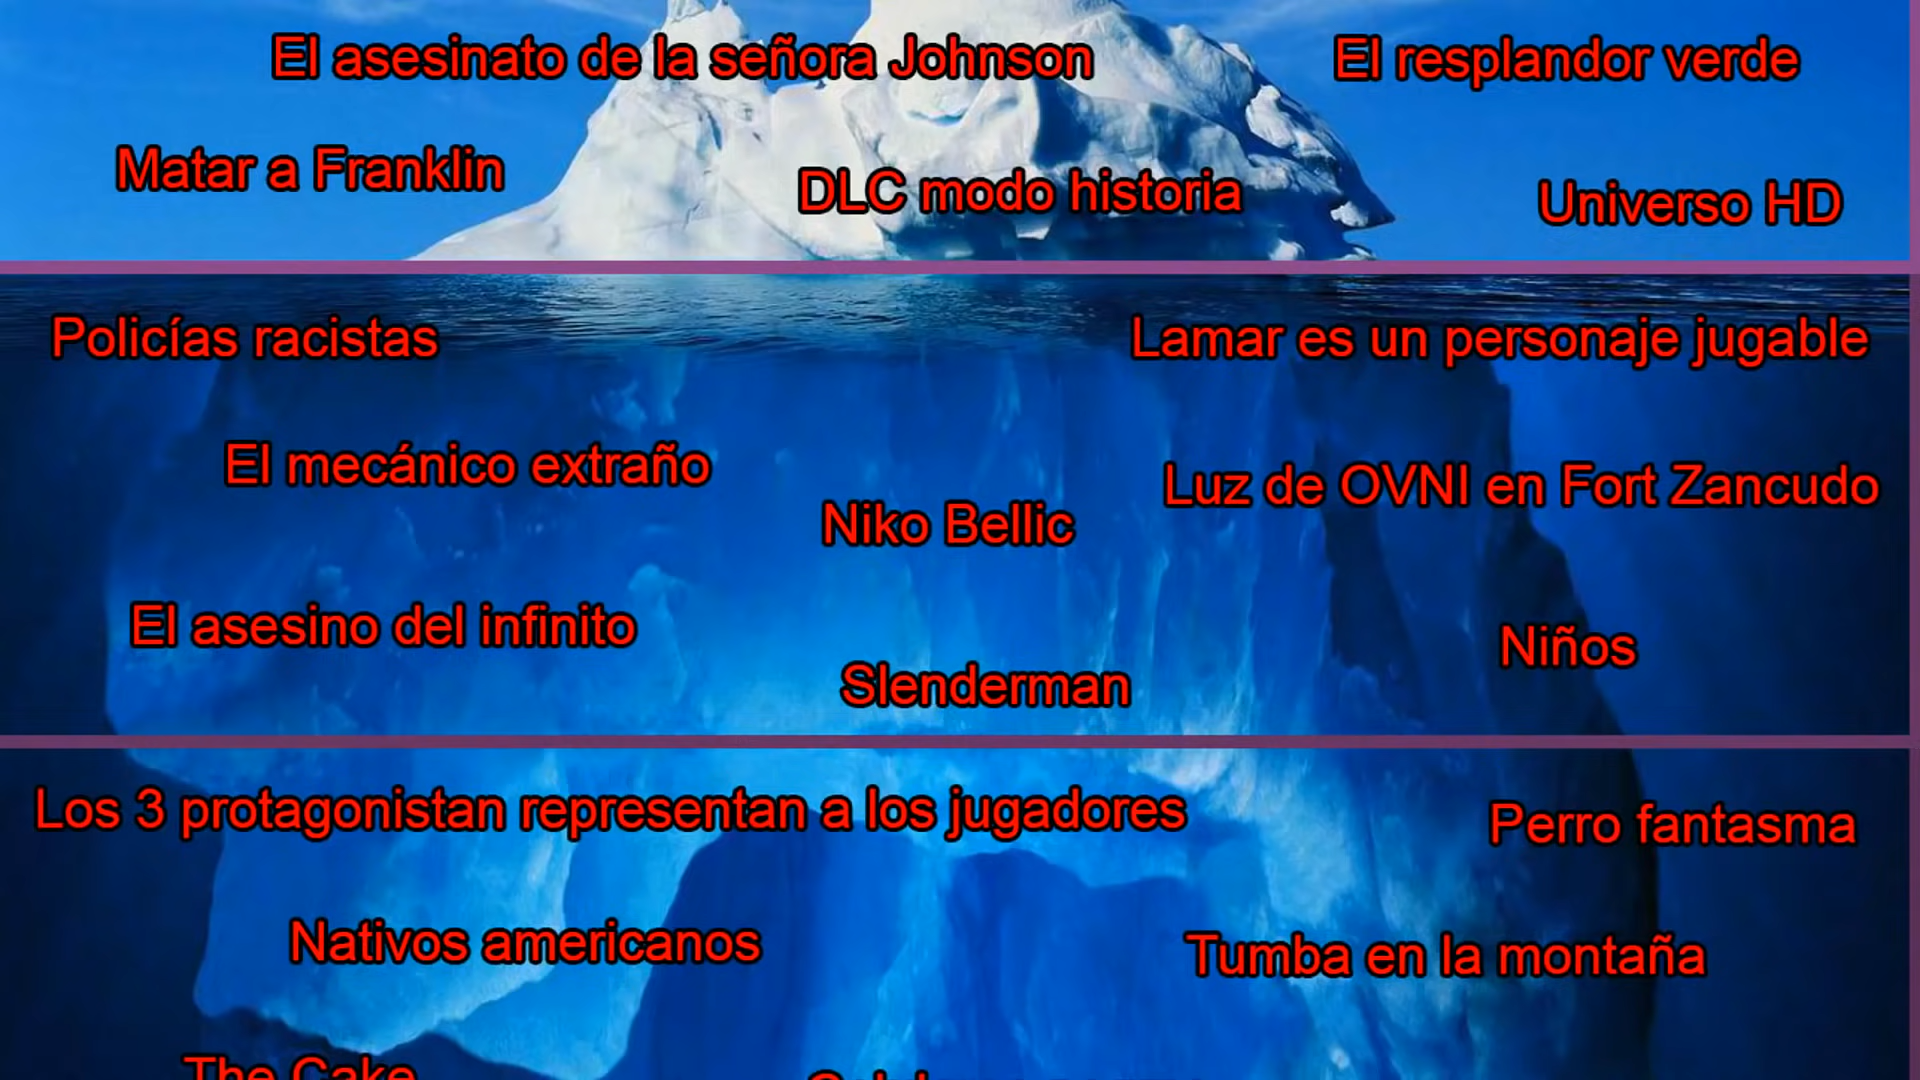 El asesinato de la señora Johnson
El resplandor verde
Matar a Franklin
DLC modo historia
Universo HD
Policías racistas
Lamar es un personaje jugable
El mecánico extraño
Luz de OVNI en Fort Zancudo
Niko Bellic
El asesino del infinito
Niños
Slenderman
Los 3 protagonistan representan a los jugadores
Perro fantasma
Nativos americanos
Tumba en la montaña
The Cake